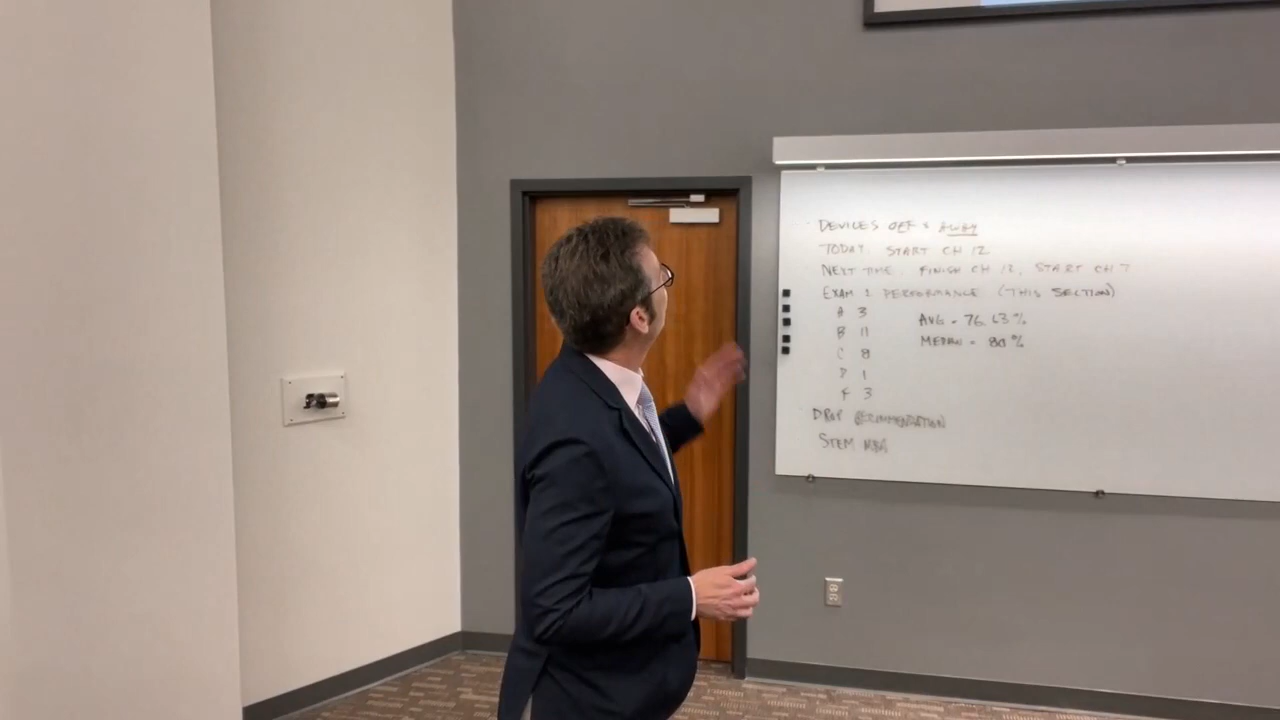 DEVICES OFF & AWAY
TODAY START CH 12
NEXT TIME FINISH CH 12, START CH 7
EXAM 1 PERFORMANCE (THIS SECTION)
A 3
B 11 AVG = 76.63%
C 8 MEDIAN = 80%
D 1
F 3
DROP RECOMMENDATION
STEM MBA